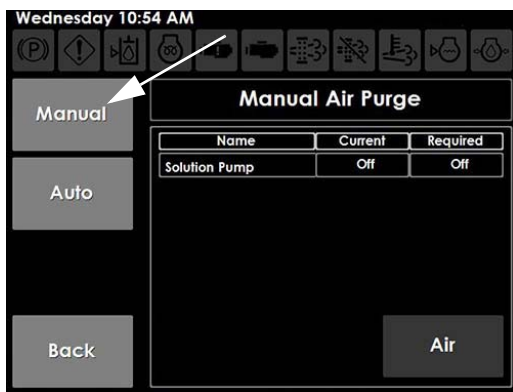 Wednesday 10:54 AM
Manual
Manual Air Purge
Name Current Required
Solution Pump Off Off
Auto
Back
Air